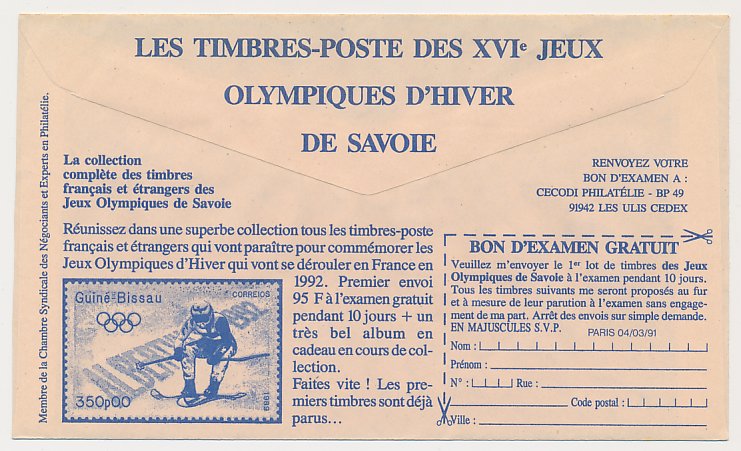 LES TIMBRES-POSTE DES XVIe JEUX
OLYMPIQUES D'HIVER
DE SAVOIE
Membre de la Chambre Syndicale des Négociants et Experts en Philatélie.
La collection
complète des timbres
français et étrangers des
Jeux Olympiques de Savoie
RENVOYEZ VOTRE
BON D'EXAMEN A :
CECODI PHILATÉLIE - BP 49
91942 LES ULIS CEDEX
Réunissez dans une superbe collection tous les timbres-poste
français et étrangers qui vont paraître pour commémorer les
Jeux Olympiques d'Hiver qui vont se dérouler en France en
1992. Premier envoi
95 F à l'examen gratuit
pendant 10 jours + un
très bel album en
cadeau en cours de col-
lection.
Faites vite ! Les pre-
miers timbres sont déjà
parus...
Guiné-Bissau
CORREIOS
ALBERTVILLE 1992
350p00
1989
BON D'EXAMEN GRATUIT
Veuillez m'envoyer le 1er lot de timbres des Jeux
Olympiques de Savoie à l'examen pendant 10 jours.
Tous les timbres suivants me seront proposés au fur
et à mesure de leur parution à l'examen sans engage-
ment de ma part. Arrêt des envois sur simple demande.
EN MAJUSCULES S.V.P.
PARIS 04/03/91
Nom :
Prénom :
N° : Rue :
Code postal :
Ville :